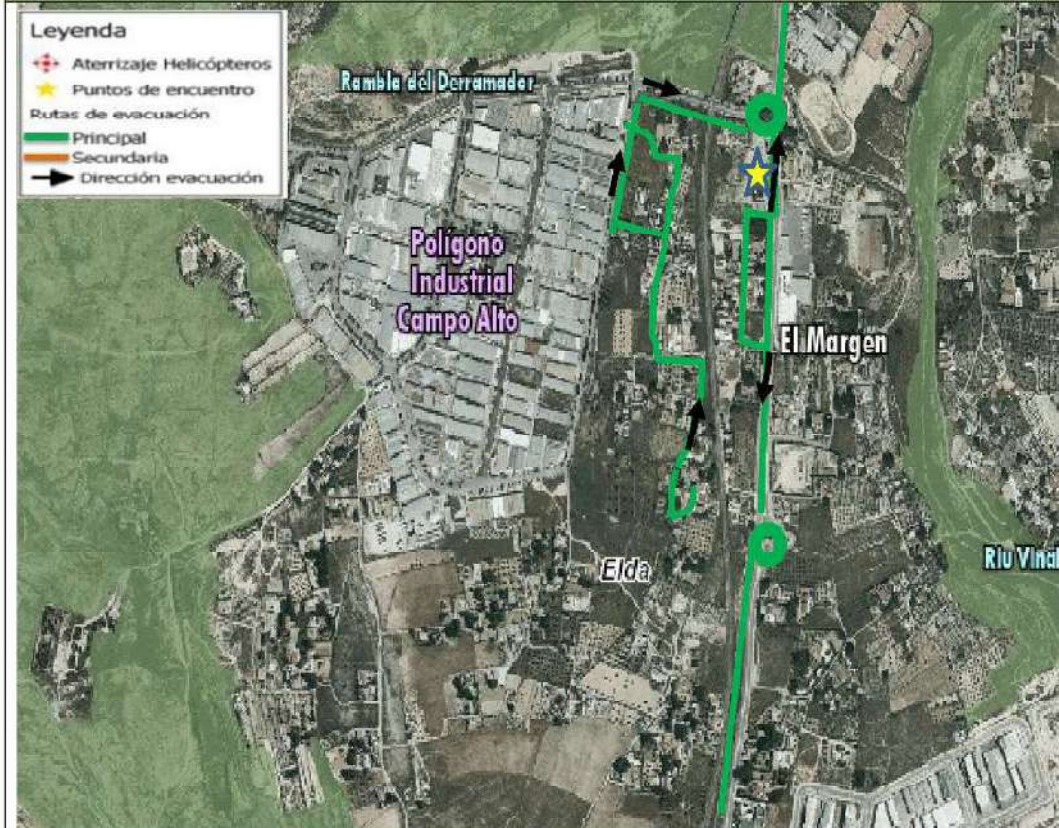 Leyenda
Aterrizaje Helicópteros
Puntos de encuentro
Rutas de evacuación
Principal
Secundaria
Dirección evacuación
Rambla del Derramador
Polígono
Industrial
Campo Alto
El Margen
Elda
Riu Vinal